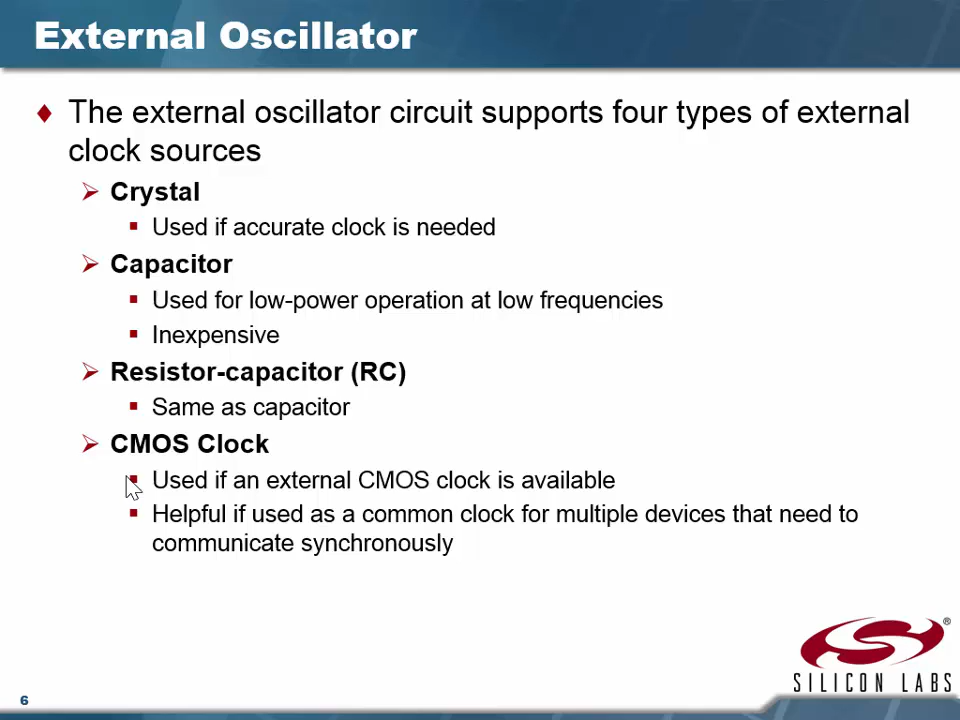 External Oscillator
The external oscillator circuit supports four types of external
clock sources
Crystal
Used if accurate clock is needed
Capacitor
Used for low-power operation at low frequencies
Inexpensive
Resistor-capacitor (RC)
Same as capacitor
CMOS Clock
Used if an external CMOS clock is available
Helpful if used as a common clock for multiple devices that need to
communicate synchronously
®
SILICON LABS
6